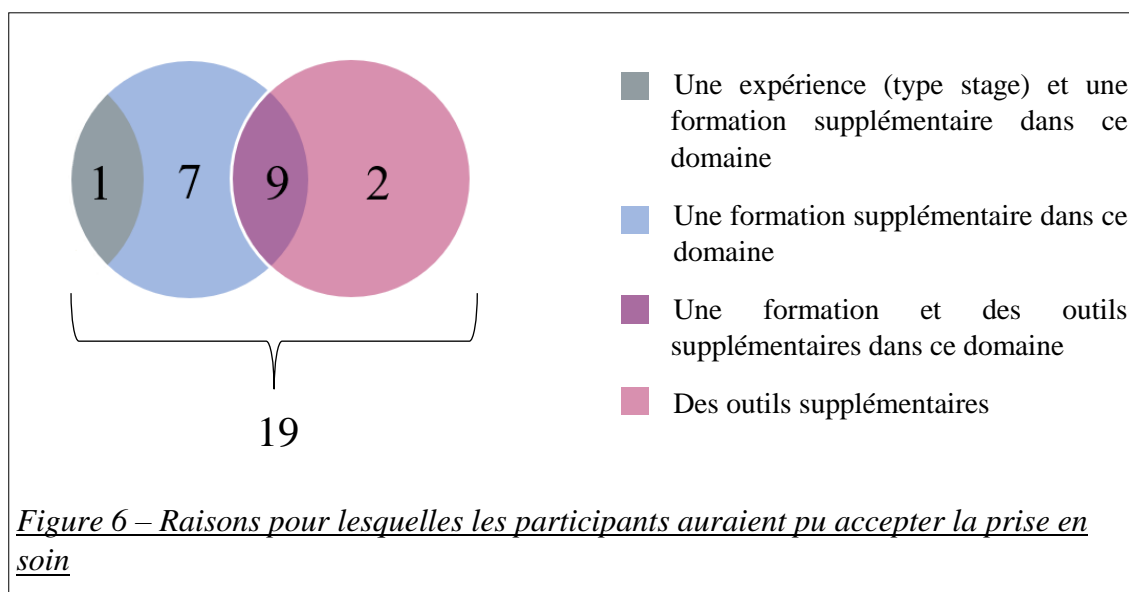 1
7
9
2
19
Une expérience (type stage) et une
formation supplémentaire dans ce
domaine
Une formation supplémentaire dans ce
domaine
Une formation et des outils
supplémentaires dans ce domaine
Des outils supplémentaires
Figure 6 – Raisons pour lesquelles les participants auraient pu accepter la prise en
soin